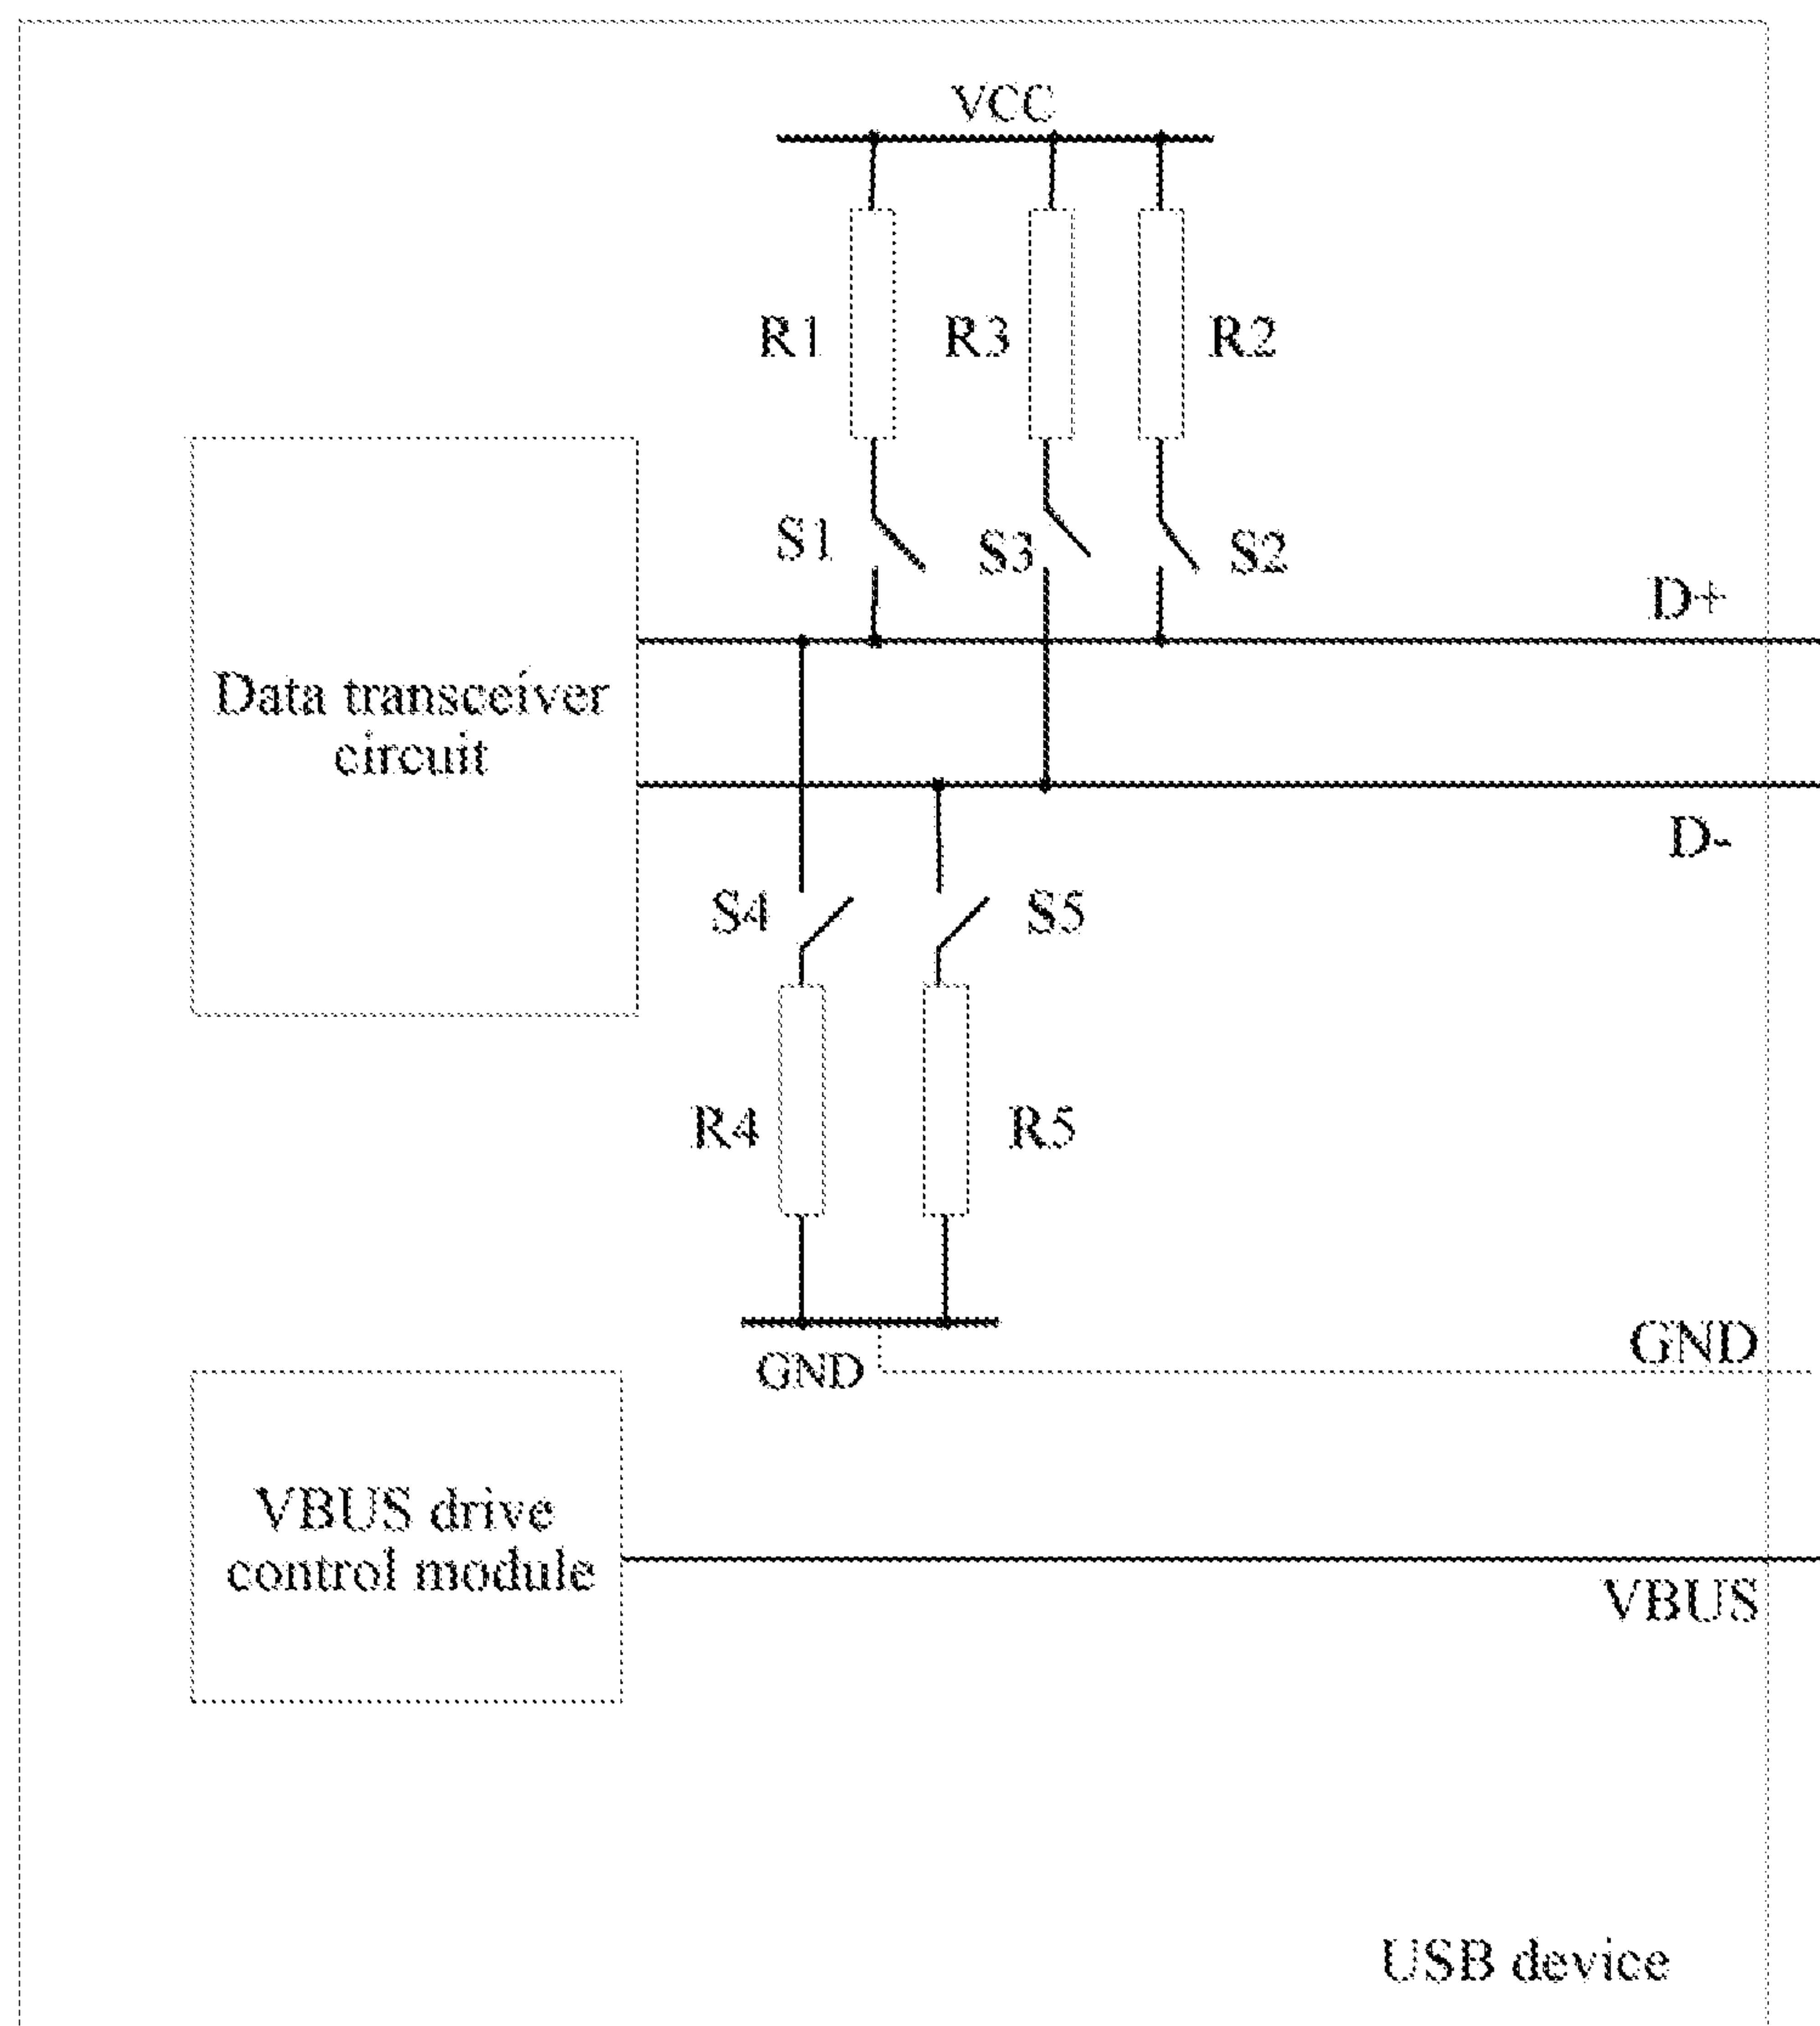 VCC
R1
R3
R2
S1
S3
S2
D+
Data transceiver
circuit
D-
S4
S5
R4
R5
GND
GND
VBUS drive
control module
VBUS
USB device